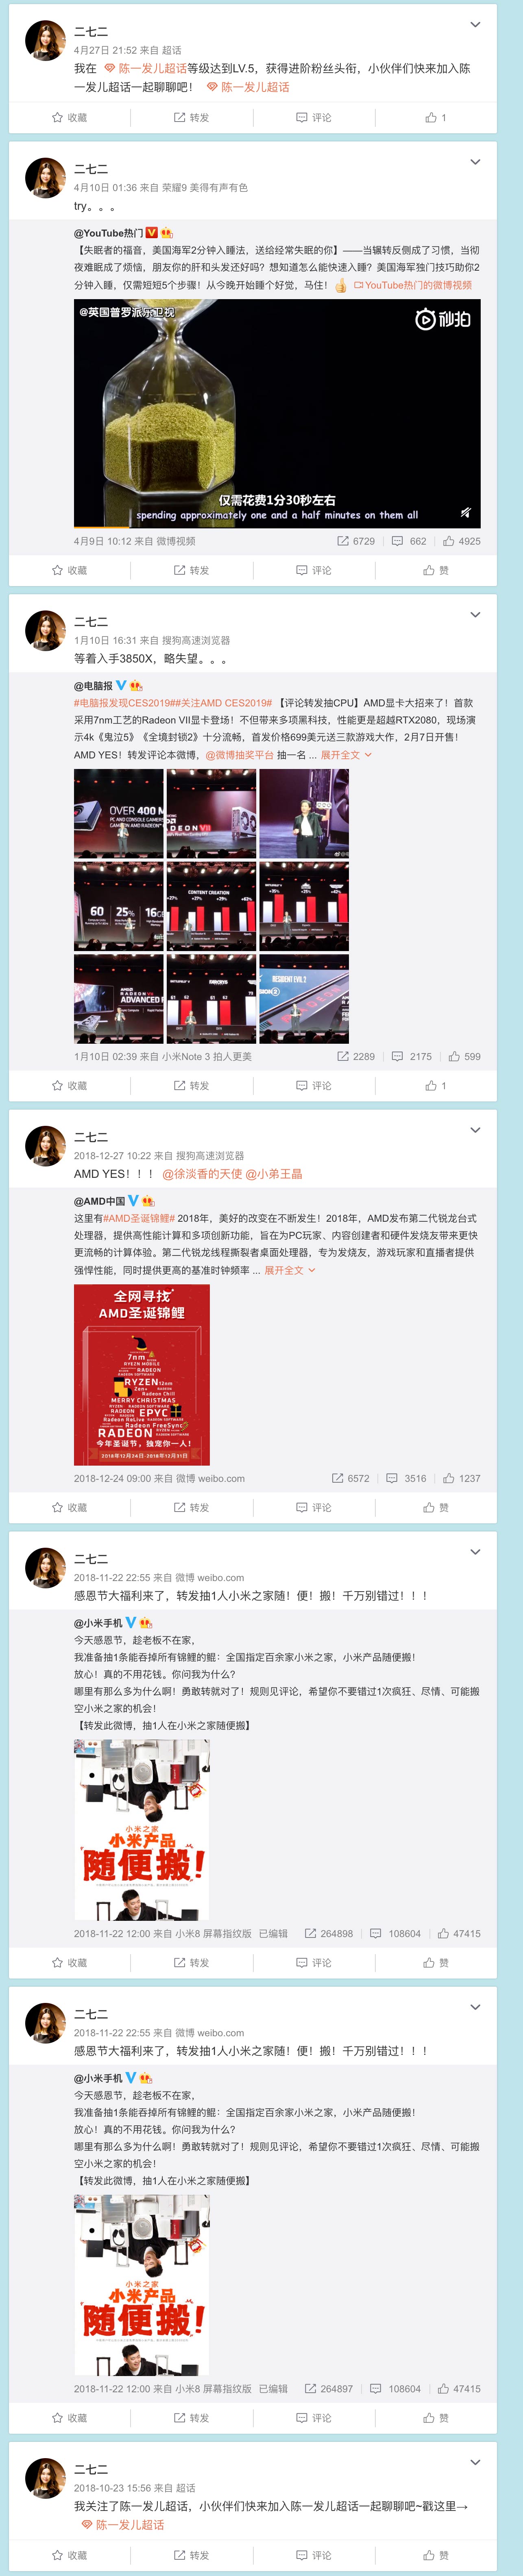 二七二
4月27日 21:52 来自 超话
我在 陈一发儿超话等级达到LV.5，获得进阶粉丝头衔，小伙伴们快来加入陈
一发儿超话一起聊聊吧！ 陈一发儿超话
收藏 转发 评论 1
二七二
4月10日 01:36 来自 荣耀9 美得有声有色
try。。。
@YouTube热门
【失眠者的福音，美国海军2分钟入睡法，送给经常失眠的你】——当辗转反侧成了习惯，当彻
夜难眠成了烦恼，朋友你的肝和头发还好吗？想知道怎么能快速入睡？美国海军独门技巧助你2
分钟入睡，仅需短短5个步骤！从今晚开始睡个好觉，马住！ YouTube热门的微博视频
@英国普罗派乐卫视
秒拍
仅需花费1分30秒左右
spending approximately one and a half minutes on them all
4月9日 10:12 来自 微博视频 6729 662 4925
收藏 转发 评论 赞
二七二
1月10日 16:31 来自 搜狗高速浏览器
等着入手3850X，略失望。。。
@电脑报
#电脑报发现CES2019##关注AMD CES2019# 【评论转发抽CPU】AMD显卡大招来了！首款
采用7nm工艺的Radeon VII显卡登场！不但带来多项黑科技，性能更是超越RTX2080，现场演
示4k《鬼泣5》《全境封锁2》十分流畅，首发价格699美元送三款游戏大作，2月7日开售！
AMD YES！转发评论本微博，@微博抽奖平台 抽一名 ... 展开全文
OVER 400 M
PC AND CONSOLE GAMERS
DEON VII
60 25% 16G
CONTENT CREATION
+27% +29% +62%
RADEON VII
ADVANCED
RESIDENT EVIL 2
1月10日 02:39 来自 小米Note 3 拍人更美 2289 2175 599
收藏 转发 评论 1
二七二
2018-12-27 10:22 来自 搜狗高速浏览器
AMD YES！！！ @徐淡香的天使 @小弟王晶
@AMD中国
这里有#AMD圣诞锦鲤# 2018年，美好的改变在不断发生！2018年，AMD发布第二代锐龙台式
处理器，提供高性能计算和多项创新功能，旨在为PC玩家、内容创建者和硬件发烧友带来更快
更流畅的计算体验。第二代锐龙线程撕裂者桌面处理器，专为发烧友，游戏玩家和直播者提供
强悍性能，同时提供更高的基准时钟频率 ... 展开全文
全网寻找
AMD圣诞锦鲤
7nm
RYZEN
RYZEN MOBILE
RADEON
RADEON SOFTWARE
RYZEN 12nm
Zen+ Radeon Chill
MERRY CHRISTMAS
RYZEN RADEON RADEON
RADEON EPYC
Radeon ReLive
Radeon FreeSync
RADEON
今年圣诞节，独宠你一人！
2018年12月24日-2018年12月31日
2018-12-24 09:00 来自 微博 weibo.com 6572 3516 1237
收藏 转发 评论 赞
二七二
2018-11-22 22:55 来自 微博 weibo.com
感恩节大福利来了，转发抽1人小米之家随！便！搬！千万别错过！！！
@小米手机
今天感恩节，趁老板不在家，
我准备抽1条能吞掉所有锦鲤的鲲：全国指定百余家小米之家，小米产品随便搬！
放心！真的不用花钱。你问我为什么？
哪里有那么多为什么啊！勇敢转就对了！规则见评论，希望你不要错过1次疯狂、尽情、可能搬
空小米之家的机会！
【转发此微博，抽1人在小米之家随便搬】
小米之家
小米产品
随便搬！
2018-11-22 12:00 来自 小米8 屏幕指纹版 已编辑 264898 108604 47415
收藏 转发 评论 赞
二七二
2018-11-22 22:55 来自 微博 weibo.com
感恩节大福利来了，转发抽1人小米之家随！便！搬！千万别错过！！！
@小米手机
今天感恩节，趁老板不在家，
我准备抽1条能吞掉所有锦鲤的鲲：全国指定百余家小米之家，小米产品随便搬！
放心！真的不用花钱。你问我为什么？
哪里有那么多为什么啊！勇敢转就对了！规则见评论，希望你不要错过1次疯狂、尽情、可能搬
空小米之家的机会！
【转发此微博，抽1人在小米之家随便搬】
小米之家
小米产品
随便搬！
2018-11-22 12:00 来自 小米8 屏幕指纹版 已编辑 264897 108604 47415
收藏 转发 评论 赞
二七二
2018-10-23 15:56 来自 超话
我关注了陈一发儿超话，小伙伴们快来加入陈一发儿超话一起聊聊吧~戳这里→
陈一发儿超话
收藏 转发 评论 赞